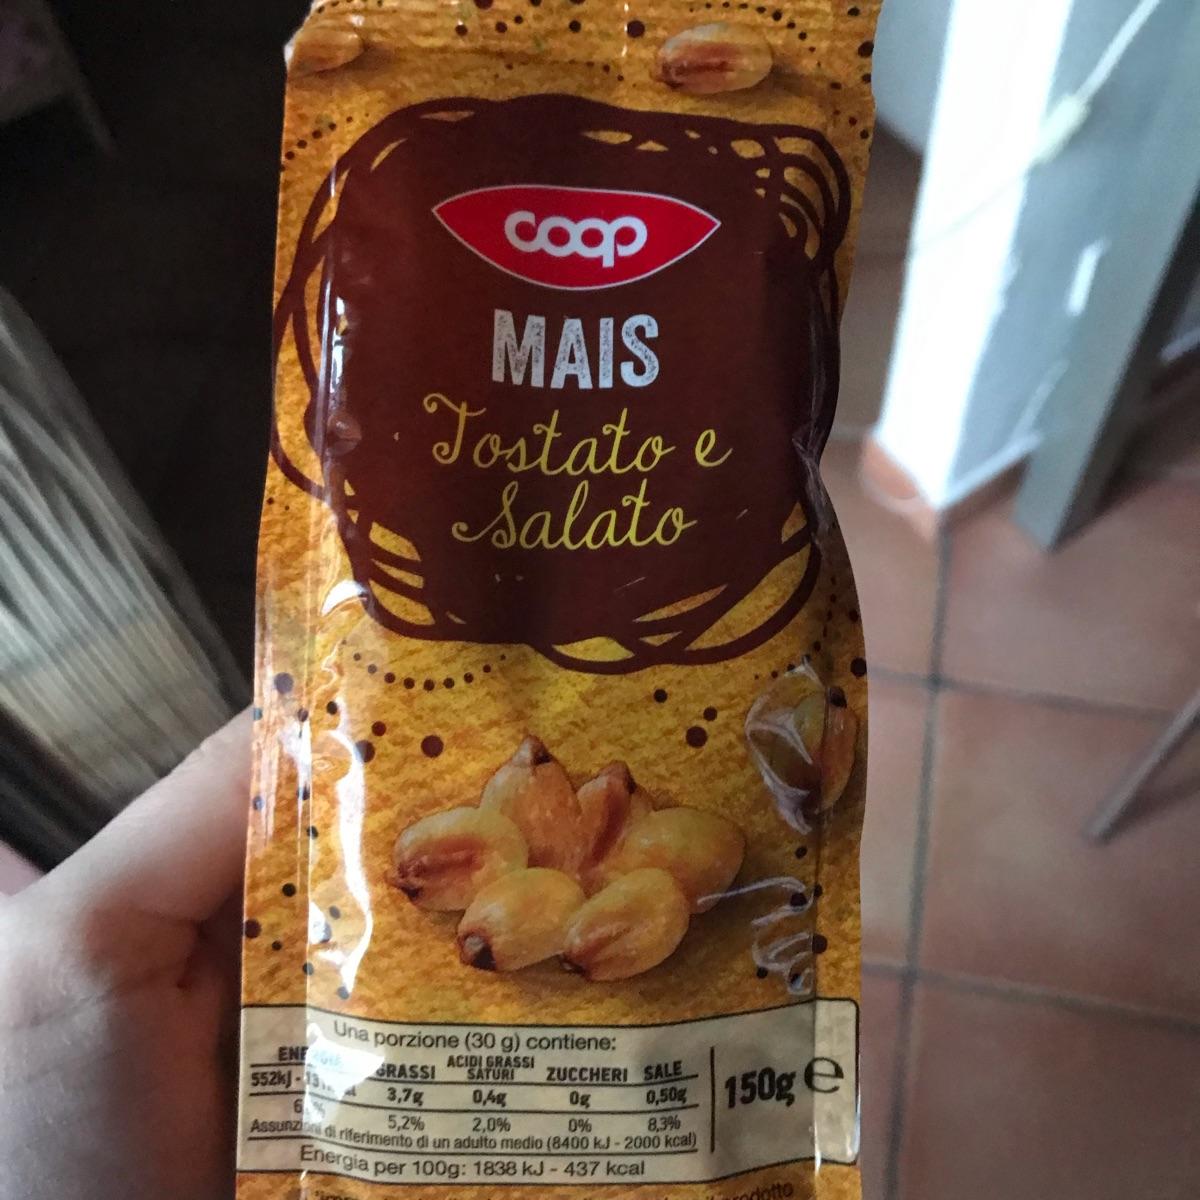 coop
MAIS
Tostato e
Salato
Una porzione (30 g) contiene:
GRASSI ACIDI GRASSI SATURI ZUCCHERI SALE
552kJ - 3,7g 0,4g 0g 0,50g
5,2% 2,0% 0% 8,3%
150g e
Assunzioni di riferimento di un adulto medio (8400 kJ - 2000 kcal)
Energia per 100g: 1838 kJ - 437 kcal
prodotto